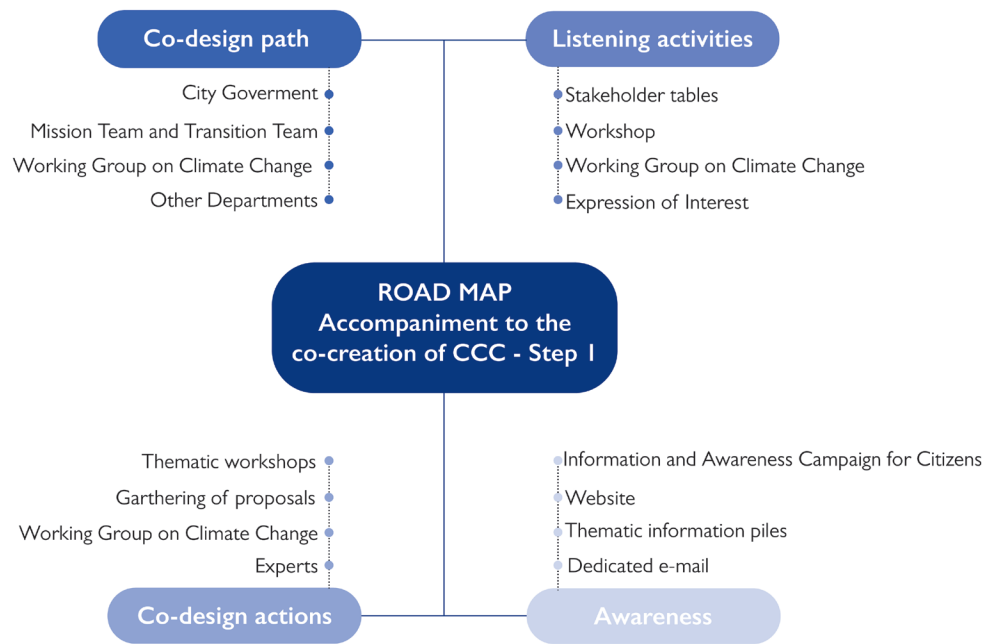 Co-design path
City Goverment
Mission Team and Transition Team
Working Group on Climate Change
Other Departments
Listening activities
Stakeholder tables
Workshop
Working Group on Climate Change
Expression of Interest
ROAD MAP
Accompaniment to the
co-creation of CCC - Step 1
Thematic workshops
Garthering of proposals
Working Group on Climate Change
Experts
Co-design actions
Information and Awareness Campaign for Citizens
Website
Thematic information piles
Dedicated e-mail
Awareness